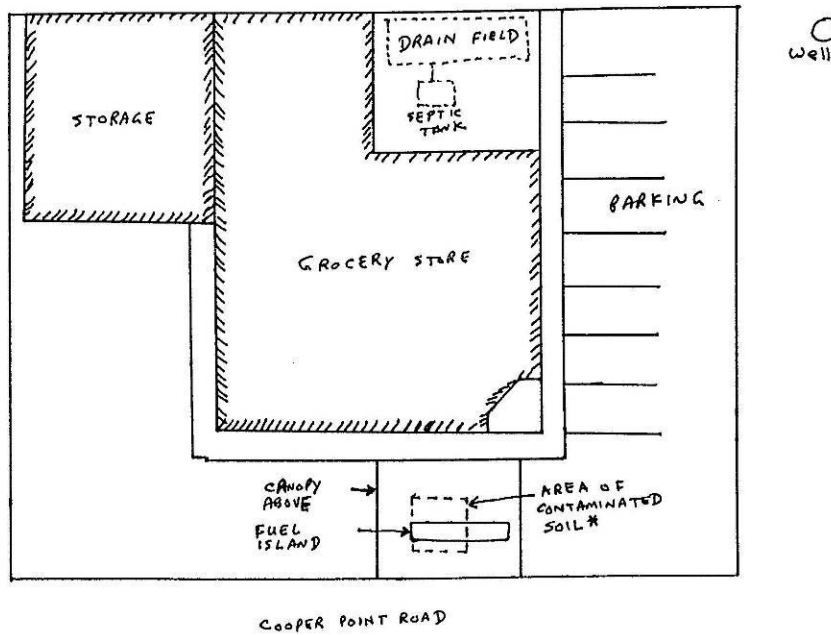 DRAIN FIELD
Well
STORAGE
SEPTIC
TANK
PARKING
GROCERY STORE
CANOPY
ABOVE
AREA OF
CONTAMINATED
SOIL*
FUEL
ISLAND
COOPER POINT ROAD